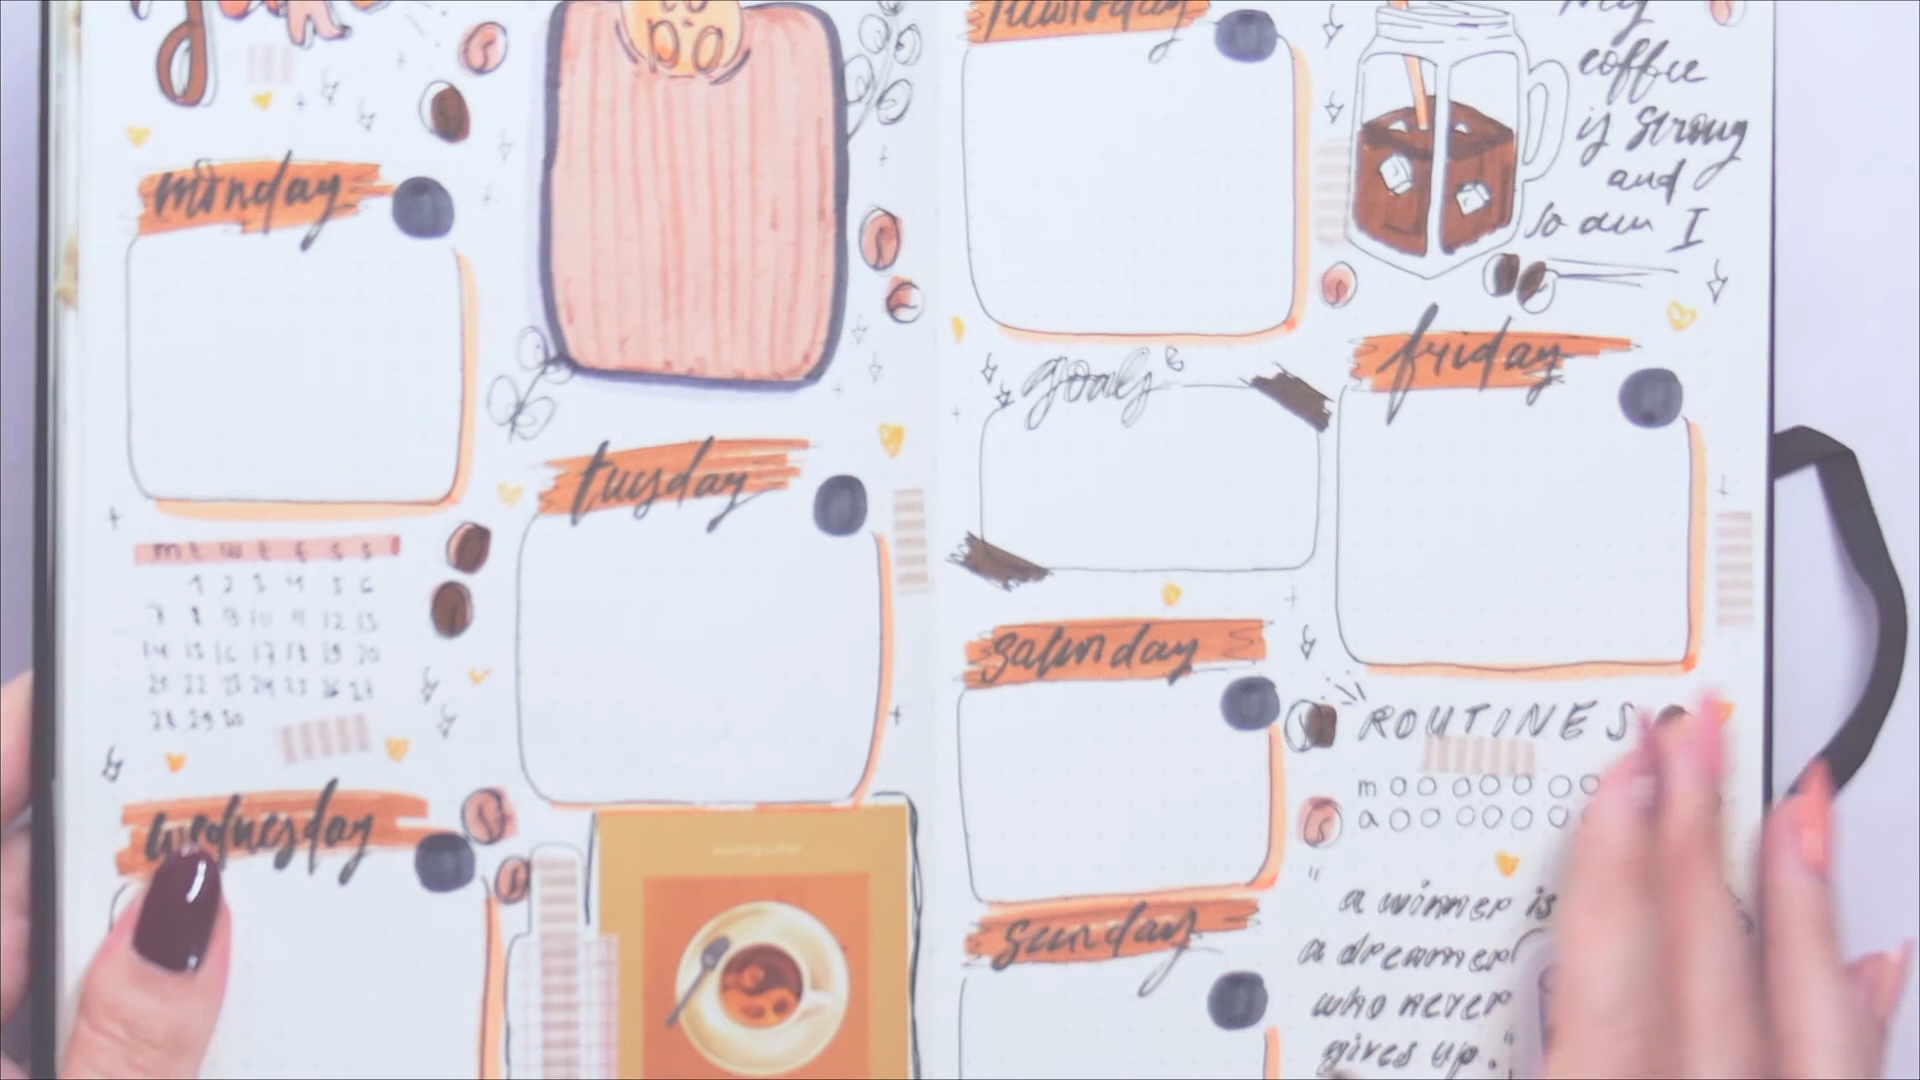 monday
m t w t f s s
1 2 3 4 5 6
7 8 9 10 11 12 13
14 15 16 17 18 19 20
21 22 23 24 25 26 27
28 29 30
wednesday
tuesday
thursday
goals
saturday
sunday
my
coffee
is strong
and
so am I
friday
ROUTINES
m
a
"a winner is
a dreamer
who never
gives up."